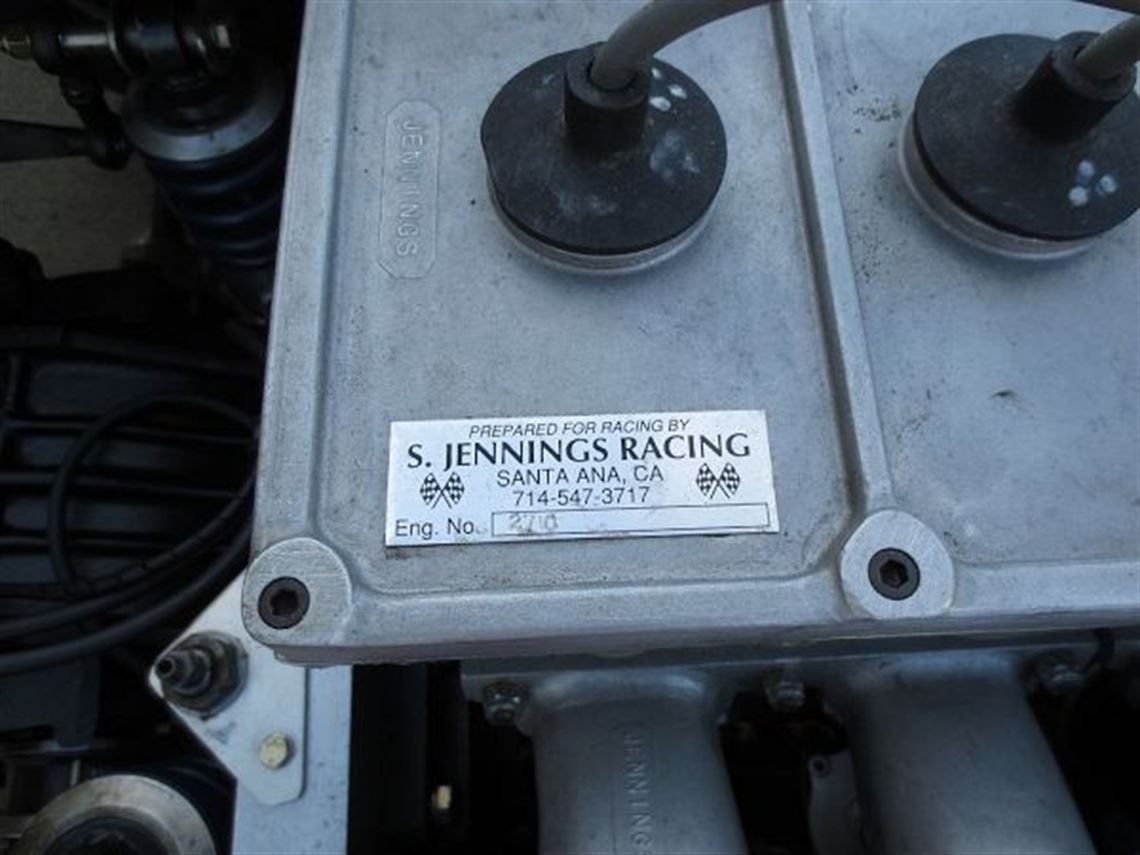 JENNINGS
PREPARED FOR RACING BY
S. JENNINGS RACING
SANTA ANA, CA
714-547-3717
Eng. No.
JENNINGS